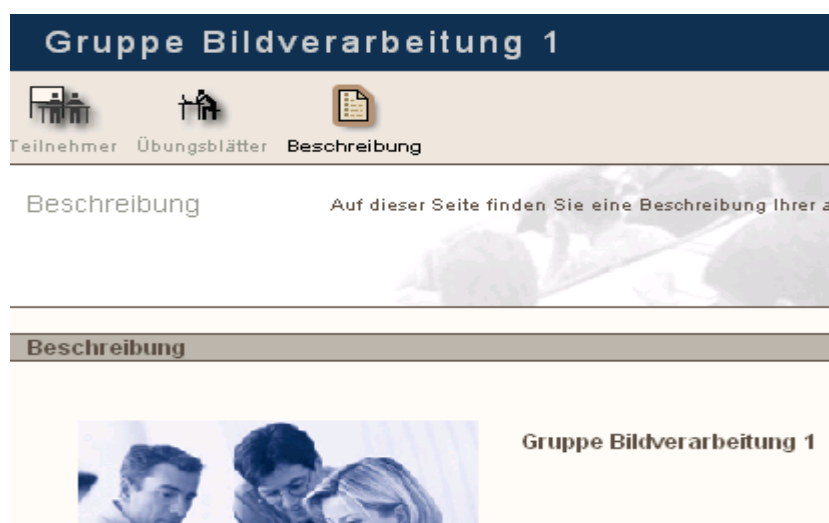 Gruppe Bildverarbeitung 1
Teilnehmer Übungsblätter Beschreibung
Beschreibung Auf dieser Seite finden Sie eine Beschreibung Ihrer
Beschreibung
Gruppe Bildverarbeitung 1